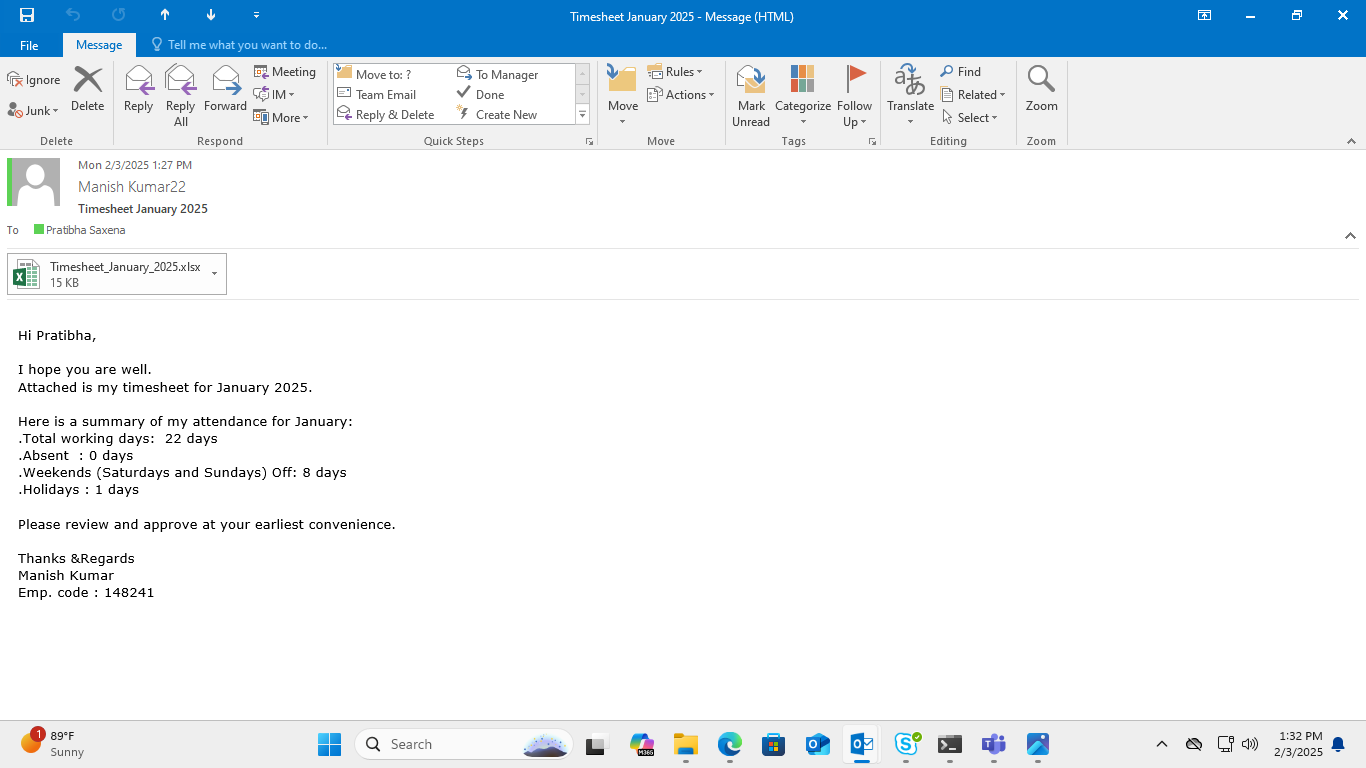 Timesheet January 2025 - Message (HTML)
File
Message
Tell me what you want to do...
Ignore
Junk
Delete
Reply
Reply All
Forward
Meeting
IM
More
Move to: ?
Team Email
Reply & Delete
To Manager
Done
Create New
Move
Rules
Actions
Mark Unread
Categorize
Follow Up
Translate
Find
Related
Select
Zoom
Delete
Respond
Quick Steps
Move
Tags
Editing
Zoom
Mon 2/3/2025 1:27 PM
Manish Kumar22
Timesheet January 2025
To Pratibha Saxena
Timesheet_January_2025.xlsx
15 KB
Hi Pratibha,
I hope you are well.
Attached is my timesheet for January 2025.
Here is a summary of my attendance for January:
.Total working days:  22 days
.Absent  : 0 days
.Weekends (Saturdays and Sundays) Off: 8 days
.Holidays : 1 days
Please review and approve at your earliest convenience.
Thanks &Regards
Manish Kumar
Emp. code : 148241
1
89°F
Sunny
Search
M365
1:32 PM
2/3/2025